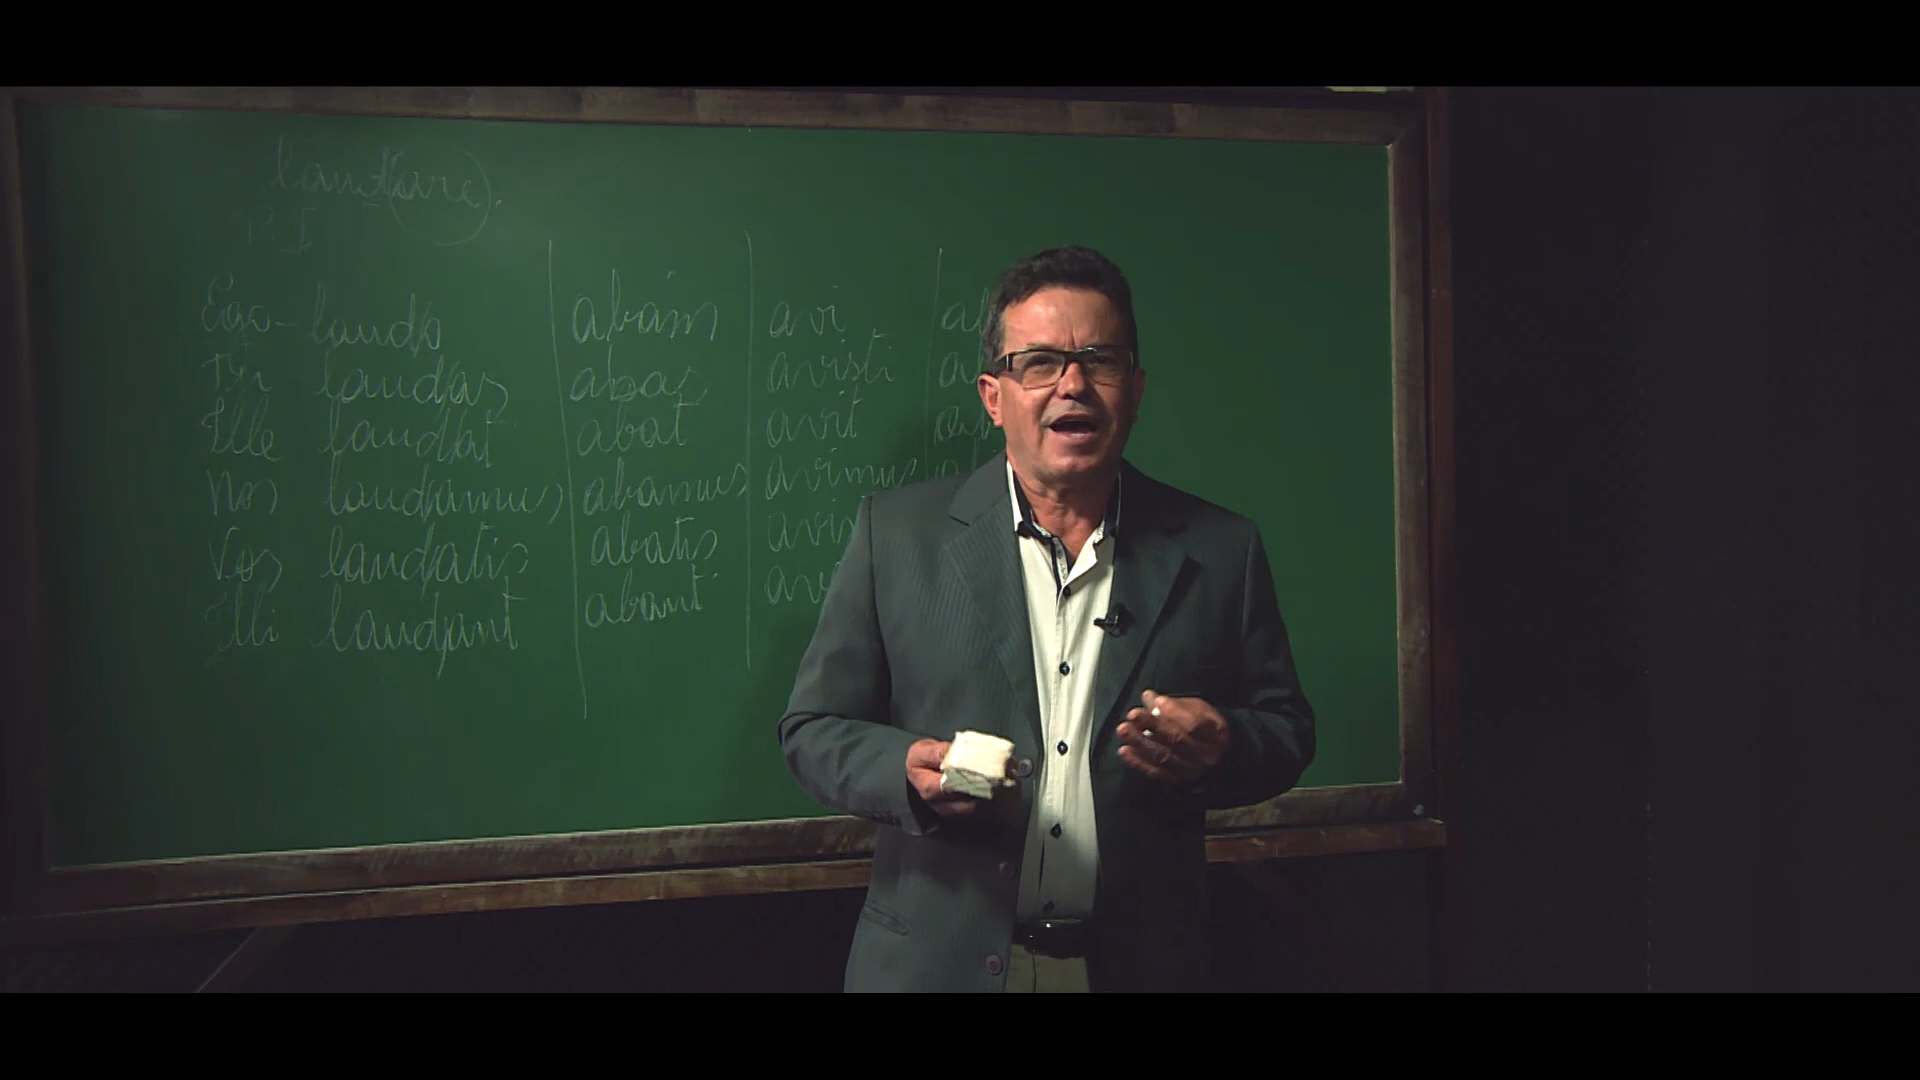 laudare.
P. I
Ego - laudo abam avi
Tu laudas abas avisti
Ille laudat abat avit
Nos laudamus abamus avimus
Vos laudatis abatis
Illi laudant abant